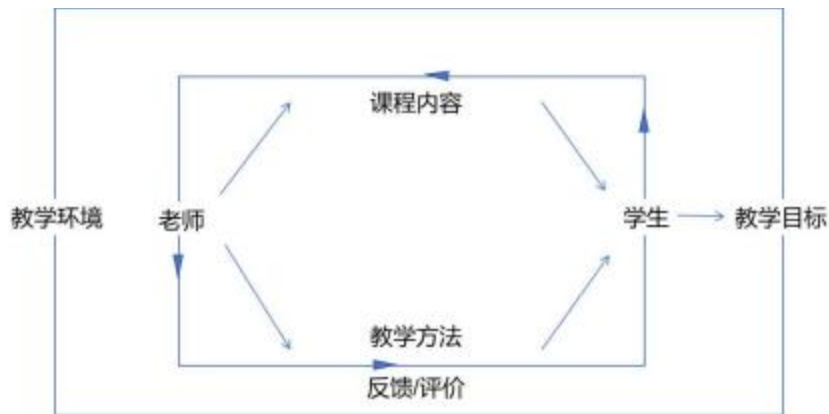 课程内容
教学环境
老师
学生
教学目标
教学方法
反馈/评价